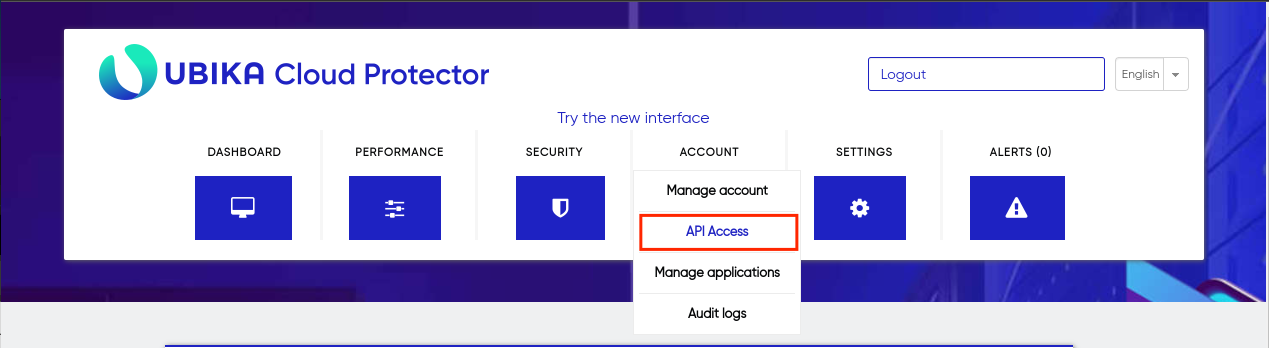 UBIKA Cloud Protector
Logout
English
Try the new interface
DASHBOARD
PERFORMANCE
SECURITY
ACCOUNT
SETTINGS
ALERTS (0)
Manage account
API Access
Manage applications
Audit logs